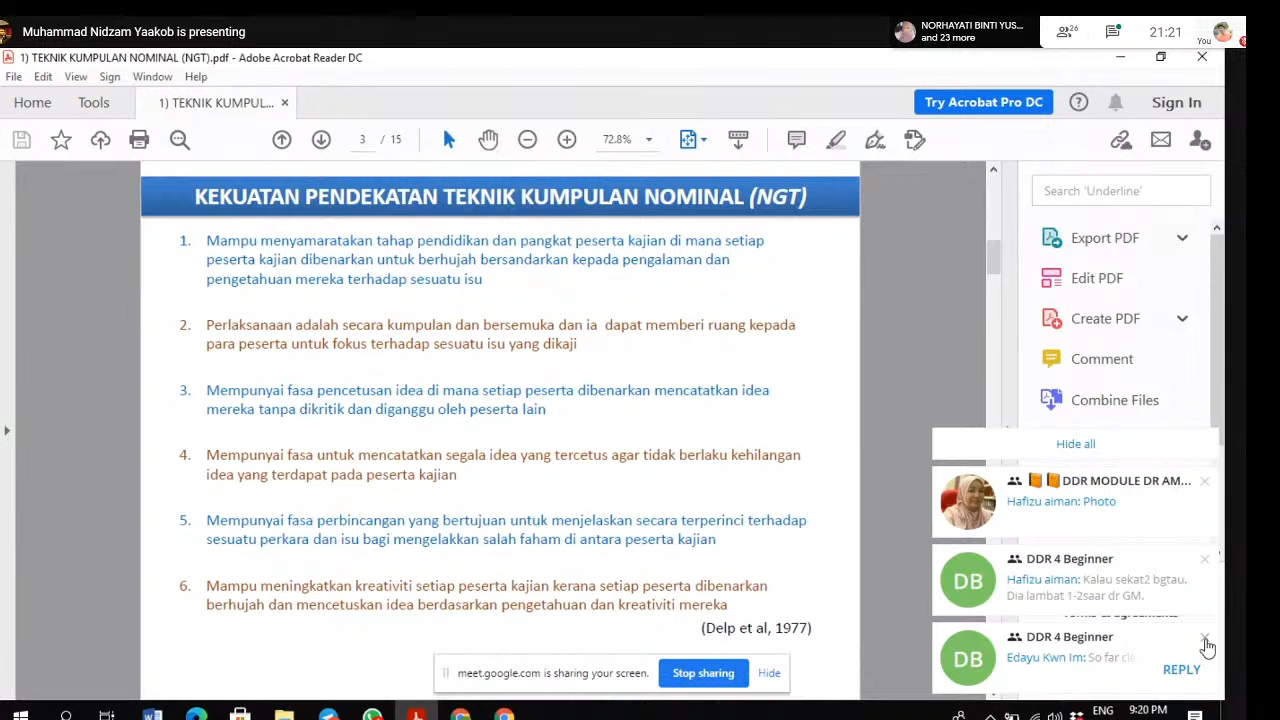 Muhammad Nidzam Yaakob is presenting
NORHAYATI BINTI YUS...
and 23 more
26
21:21
You
1) TEKNIK KUMPULAN NOMINAL (NGT).pdf - Adobe Acrobat Reader DC
File Edit View Sign Window Help
Home Tools 1) TEKNIK KUMPUL... ×
Try Acrobat Pro DC
Sign In
3 / 15
72.8%
KEKUATAN PENDEKATAN TEKNIK KUMPULAN NOMINAL (NGT)
1. Mampu menyamaratakan tahap pendidikan dan pangkat peserta kajian di mana setiap
peserta kajian dibenarkan untuk berhujah bersandarkan kepada pengalaman dan
pengetahuan mereka terhadap sesuatu isu
2. Perlaksanaan adalah secara kumpulan dan bersemuka dan ia dapat memberi ruang kepada
para peserta untuk fokus terhadap sesuatu isu yang dikaji
3. Mempunyai fasa pencetusan idea di mana setiap peserta dibenarkan mencatatkan idea
mereka tanpa dikritik dan diganggu oleh peserta lain
4. Mempunyai fasa untuk mencatatkan segala idea yang tercetus agar tidak berlaku kehilangan
idea yang terdapat pada peserta kajian
5. Mempunyai fasa perbincangan yang bertujuan untuk menjelaskan secara terperinci terhadap
sesuatu perkara dan isu bagi mengelakkan salah faham di antara peserta kajian
6. Mampu meningkatkan kreativiti setiap peserta kajian kerana setiap peserta dibenarkan
berhujah dan mencetuskan idea berdasarkan pengetahuan dan kreativiti mereka
(Delp et al, 1977)
meet.google.com is sharing your screen. Stop sharing Hide
Search 'Underline'
Export PDF
Edit PDF
Create PDF
Comment
Combine Files
Hide all
DDR MODULE DR AM...
Hafizu aiman: Photo
DB
DDR 4 Beginner
Hafizu aiman: Kalau sekat2 bgtau.
Dia lambat 1-2saar dr GM.
DB
DDR 4 Beginner
Edayu Kwn Im: So far
REPLY
ENG
9:20 PM